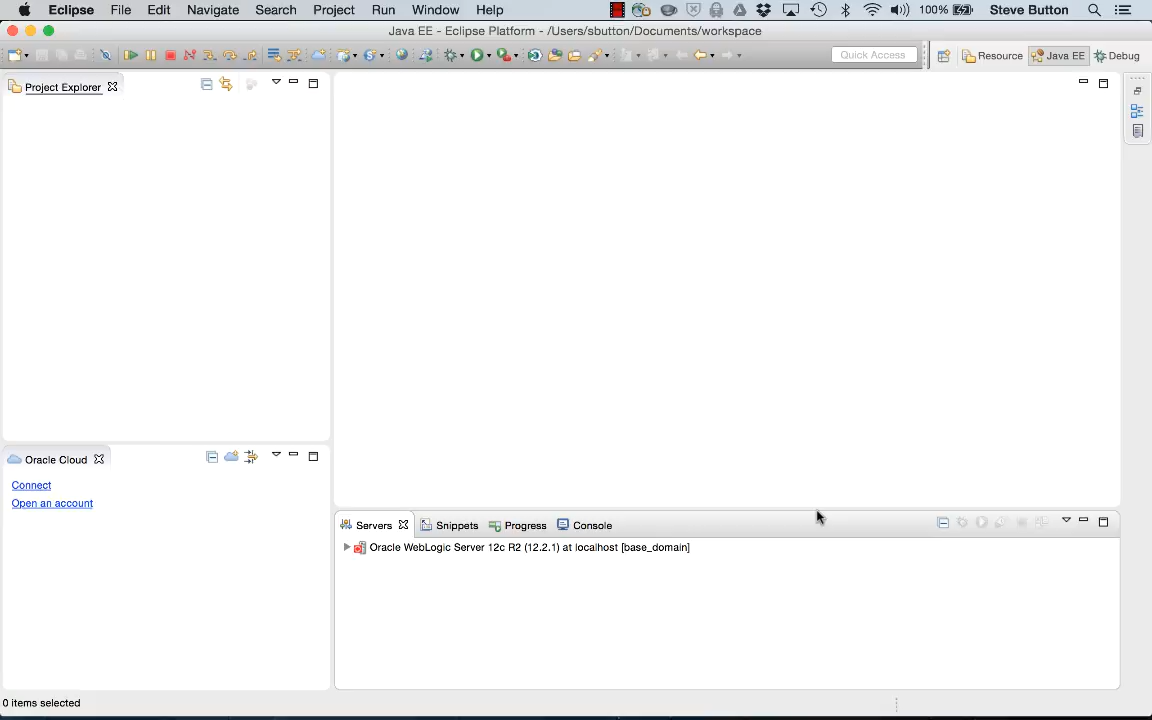 Eclipse File Edit Navigate Search Project Run Window Help 100% Steve Button
Java EE - Eclipse Platform - /Users/sbutton/Documents/workspace
Quick Access Resource Java EE Debug
Project Explorer
Oracle Cloud
Connect
Open an account
Servers Snippets Progress Console
Oracle WebLogic Server 12c R2 (12.2.1) at localhost [base_domain]
0 items selected